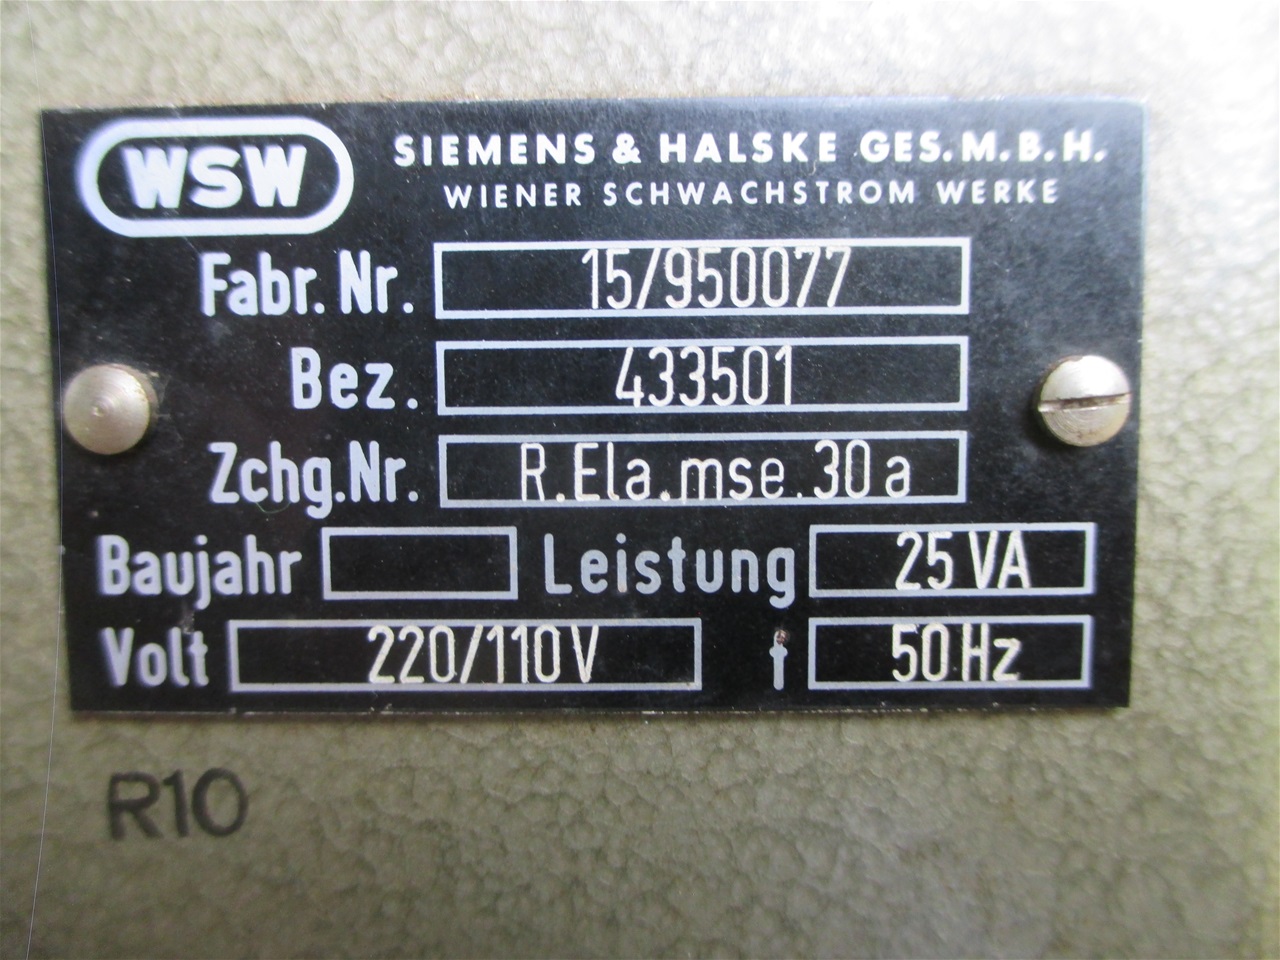 WSW
SIEMENS & HALSKE GES.M.B.H.
WIENER SCHWACHSTROM WERKE
Fabr. Nr. 15/950077
Bez. 433501
Zchg.Nr. R.Ela.mse.30a
Baujahr Leistung 25 VA
Volt 220/110V f 50Hz
R10